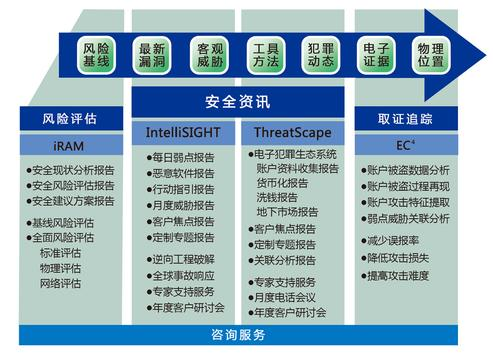 风险基线
最新漏洞
客观威胁
工具方法
犯罪动态
电子证据
物理位置
风险评估
安全资讯
取证追踪
iRAM
IntelliSIGHT
ThreatScape
EC⁴
•安全现状分析报告
•安全风险评估报告
•安全建议方案报告
•基线风险评估
•全面风险评估
标准评估
物理评估
网络评估
•每日弱点报告
•恶意软件报告
•行动指引报告
•月度威胁报告
•客户焦点报告
•定制专题报告
•逆向工程破解
•全球事故响应
•专家支持服务
•年度客户研讨会
•电子犯罪生态系统
账户资料收集报告
货币化报告
洗钱报告
地下市场报告
•客户焦点报告
•定制专题报告
•关联分析报告
•专家支持服务
•月度电话会议
•年度客户研讨会
•账户被盗数据分析
•账户被盗过程再现
•账户攻击特征提取
•弱点威胁关联分析
•减少误报率
•降低攻击损失
•提高攻击难度
咨询服务